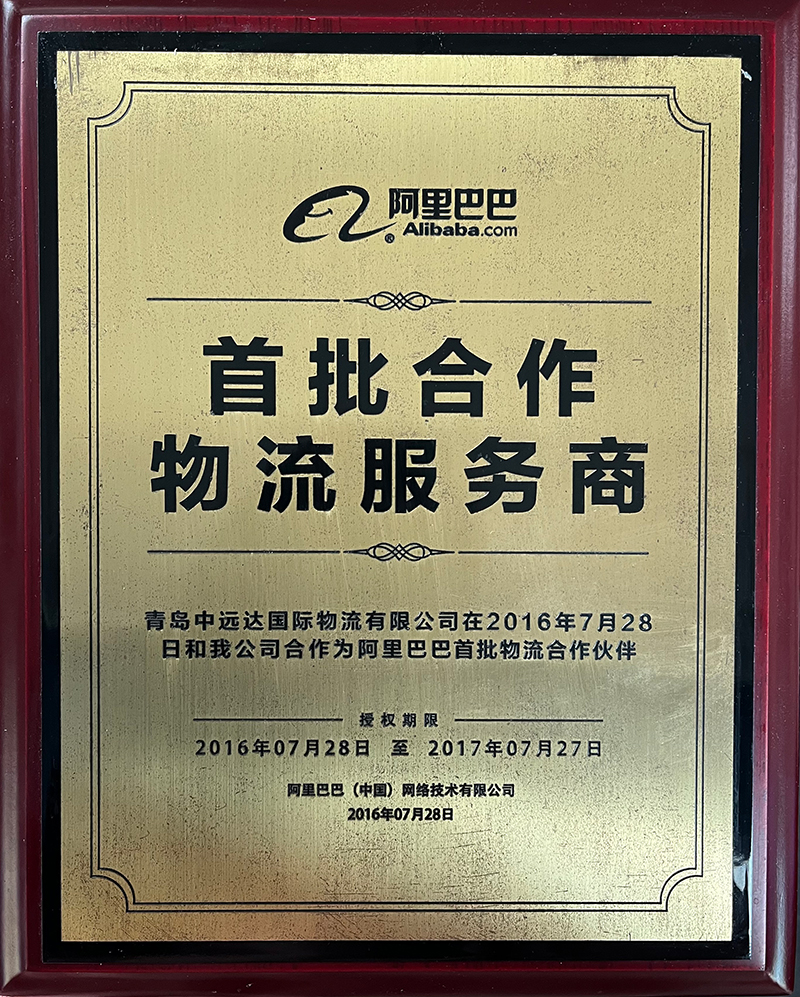 阿里巴巴
Alibaba.com
首批合作
物流服务商
青岛中远达国际物流有限公司在2016年7月28
日和我公司合作为阿里巴巴首批物流合作伙伴
授权期限
2016年07月28日 至 2017年07月27日
阿里巴巴（中国）网络技术有限公司
2016年07月28日